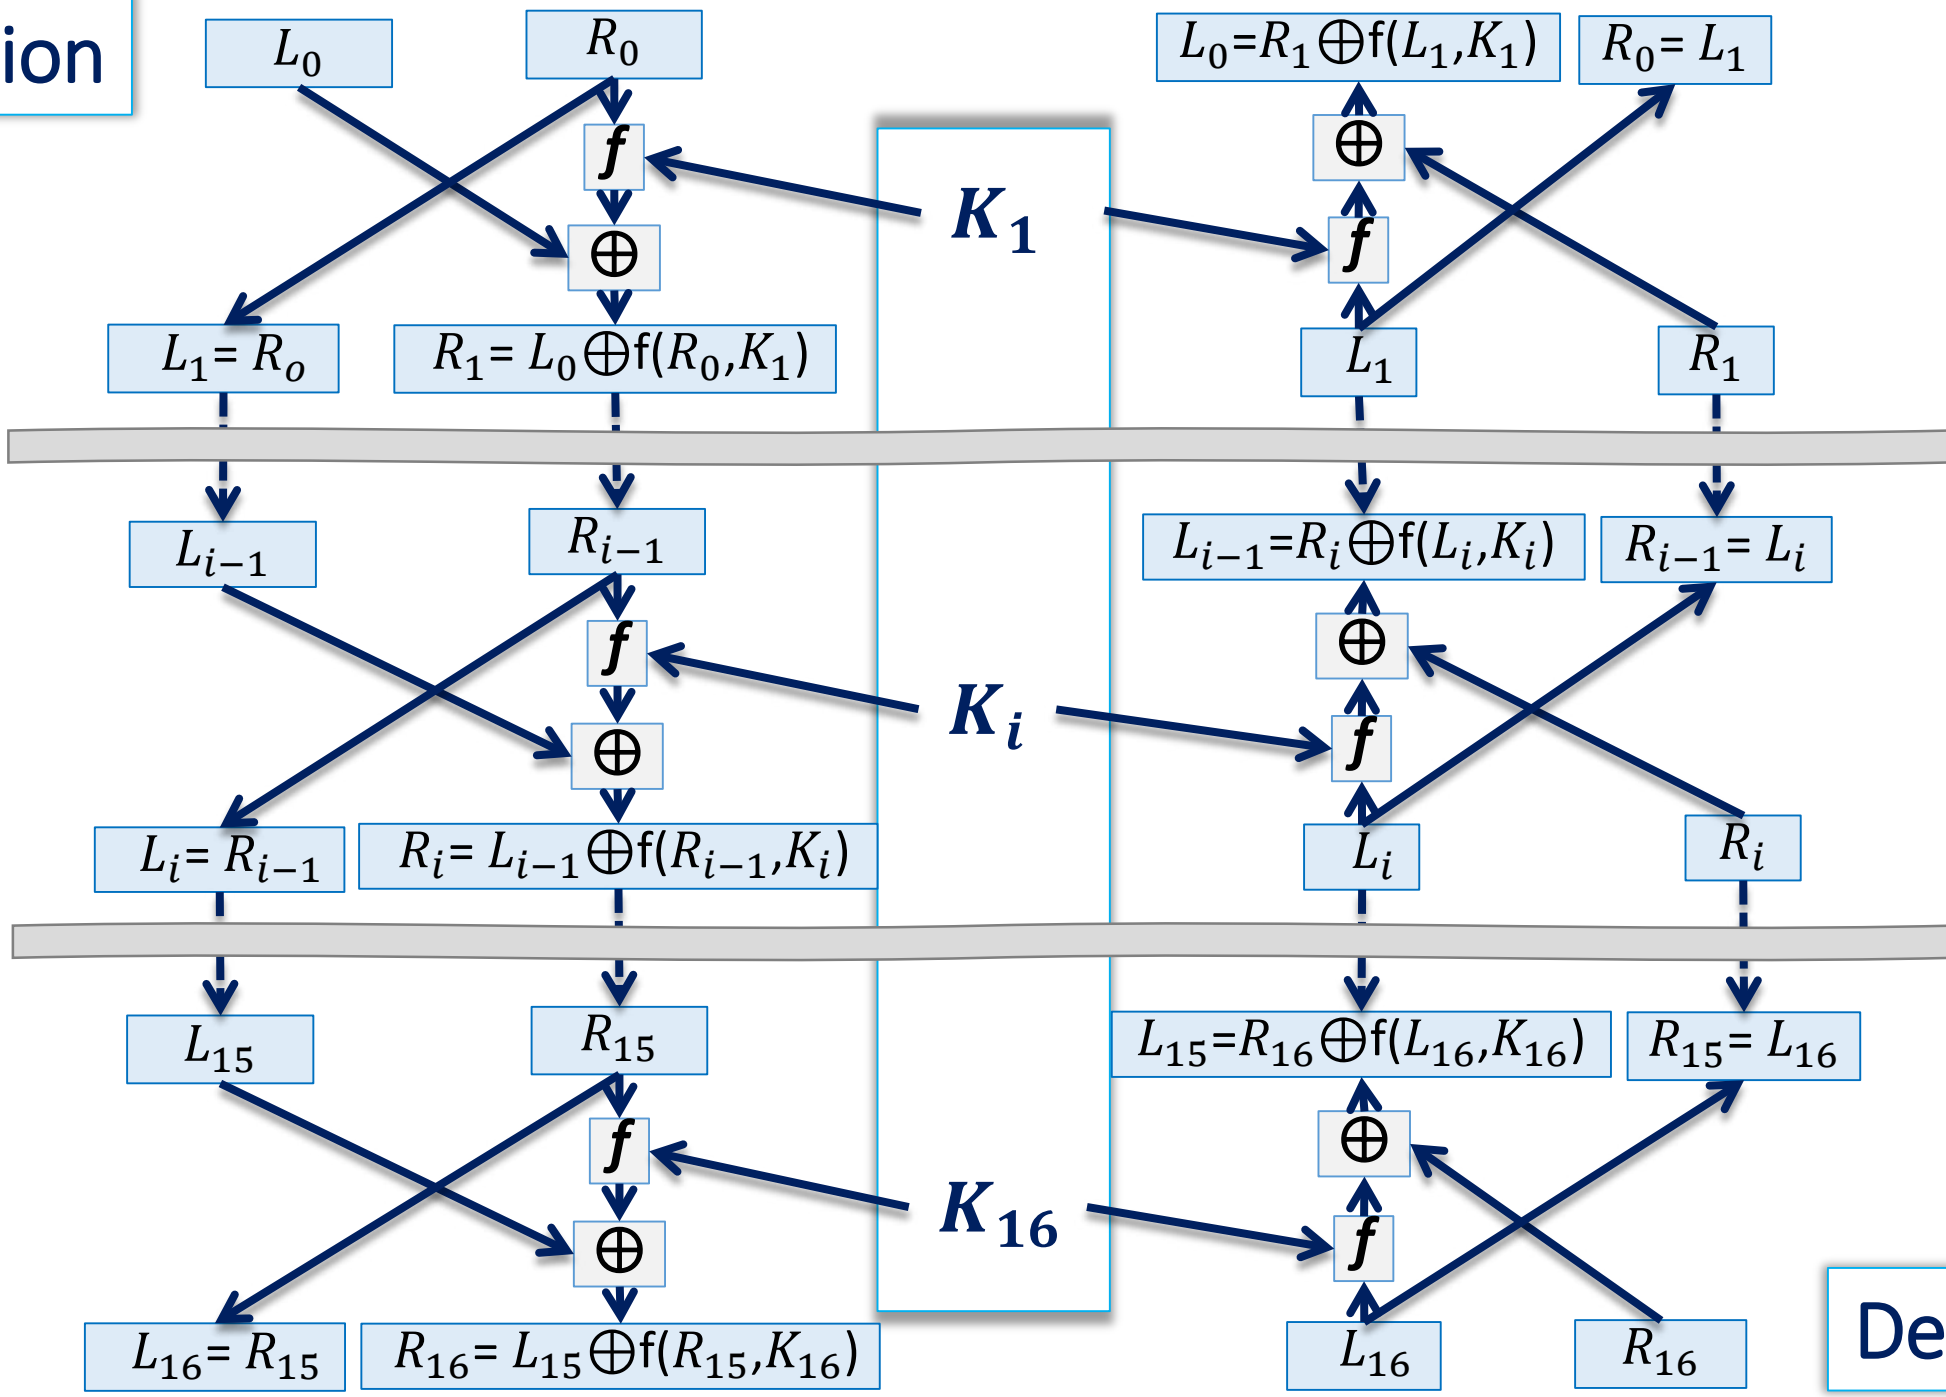 ion
L₀
R₀
L₀=R₁⊕f(L₁,K₁)
R₀= L₁
f
⊕
K₁
f
⊕
f
L₁= Rₒ
R₁= L₀⊕f(R₀,K₁)
L₁
R₁
Lᵢ₋₁
Rᵢ₋₁
Lᵢ₋₁=Rᵢ⊕f(Lᵢ,Kᵢ)
Rᵢ₋₁= Lᵢ
f
⊕
Kᵢ
⊕
f
Lᵢ= Rᵢ₋₁
Rᵢ= Lᵢ₋₁⊕f(Rᵢ₋₁,Kᵢ)
Lᵢ
Rᵢ
L₁₅
R₁₅
L₁₅=R₁₆⊕f(L₁₆,K₁₆)
R₁₅= L₁₆
f
⊕
K₁₆
⊕
f
L₁₆= R₁₅
R₁₆= L₁₅⊕f(R₁₅,K₁₆)
L₁₆
R₁₆
De